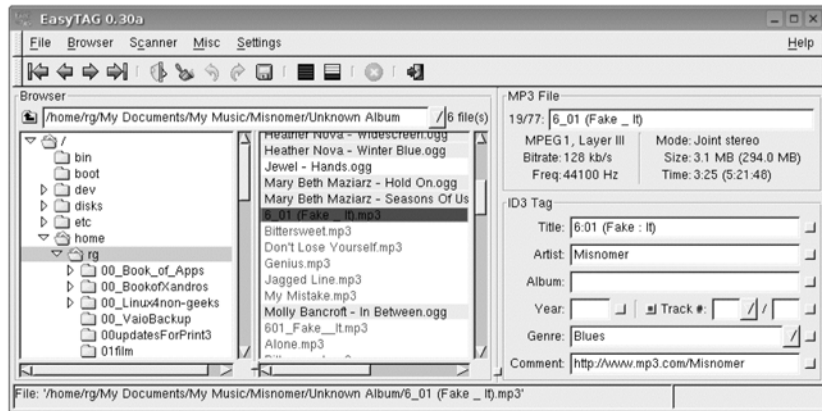 EasyTAG 0.30a
File Browser Scanner Misc Settings Help
Browser
/home/rg/My Documents/My Music/Misnomer/Unknown Album
6 file(s)
/
bin
boot
dev
disks
etc
home
rg
00_Book_of_Apps
00_BookofXandros
00_Linux4non-geeks
00_VaioBackup
00updatesForPrint3
01film
Heather Nova - Widescreen.ogg
Heather Nova - Winter Blue.ogg
Jewel - Hands.ogg
Mary Beth Maziarz - Hold On.ogg
Mary Beth Maziarz - Seasons Of Us
6_01 (Fake _ It).mp3
Bittersweet.mp3
Don't Lose Yourself.mp3
Genius.mp3
Jagged Line.mp3
My Mistake.mp3
Molly Bancroft - In Between.ogg
601_Fake__It.mp3
Alone.mp3
MP3 File
19/77: 6_01 (Fake _ It)
MPEG1, Layer III Mode: Joint stereo
Bitrate: 128 kb/s Size: 3.1 MB (294.0 MB)
Freq: 44100 Hz Time: 3:25 (5:21:48)
ID3 Tag
Title: 6:01 (Fake : It)
Artist: Misnomer
Album:
Year: Track #: /
Genre: Blues
Comment: http://www.mp3.com/Misnomer
File: '/home/rg/My Documents/My Music/Misnomer/Unknown Album/6_01 (Fake _ It).mp3'